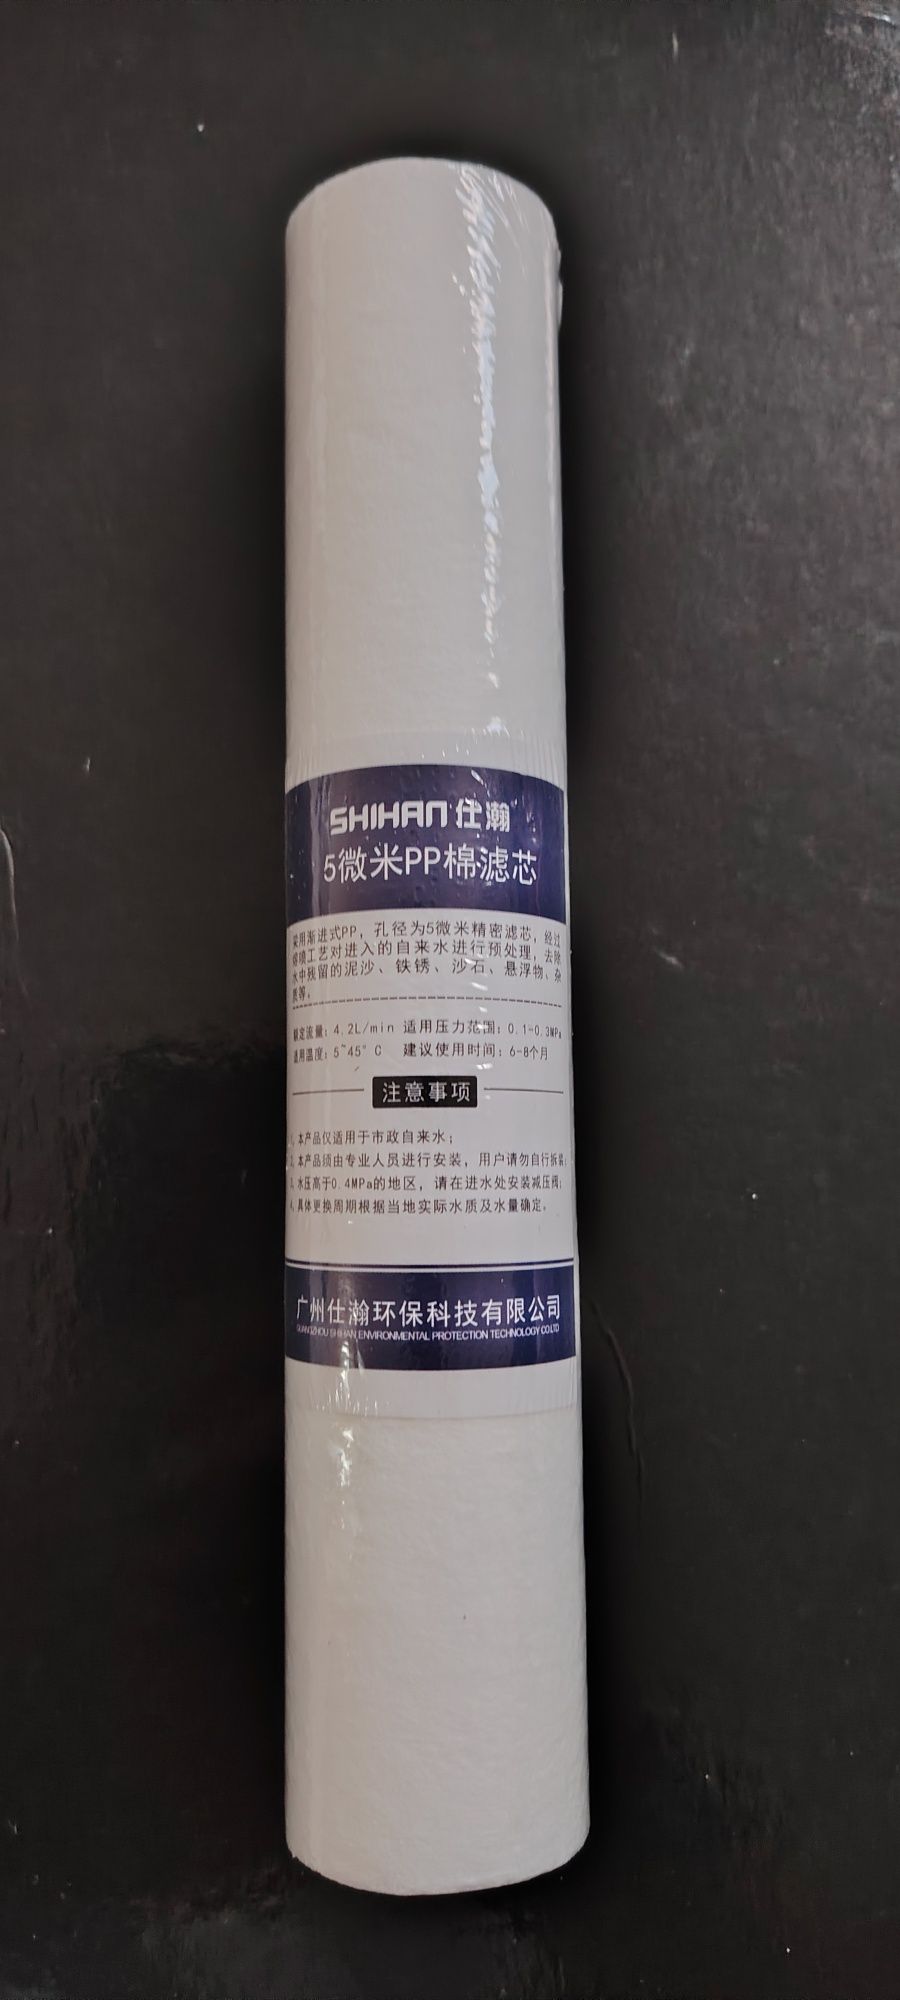 SHIHAN仕瀚
5微米PP棉滤芯
采用渐进式PP，孔径为5微米精密滤芯，经过
熔喷工艺对进入的自来水进行预处理，去除
水中残留的泥沙、铁锈、沙石、悬浮物、杂
质等。
额定流量：4.2L/min 适用压力范围：0.1-0.3MPa
适用温度：5~45°C 建议使用时间：6-8个月
注意事项
1、本产品仅适用于市政自来水；
2、本产品须由专业人员进行安装，用户请勿自行拆装；
3、水压高于0.4MPa的地区，请在进水处安装减压阀；
4、具体更换周期根据当地实际水质及水量确定。
广州仕瀚环保科技有限公司
GUANGZHOU SHIHAN ENVIRONMENTAL PROTECTION TECHNOLOGY CO.LTD